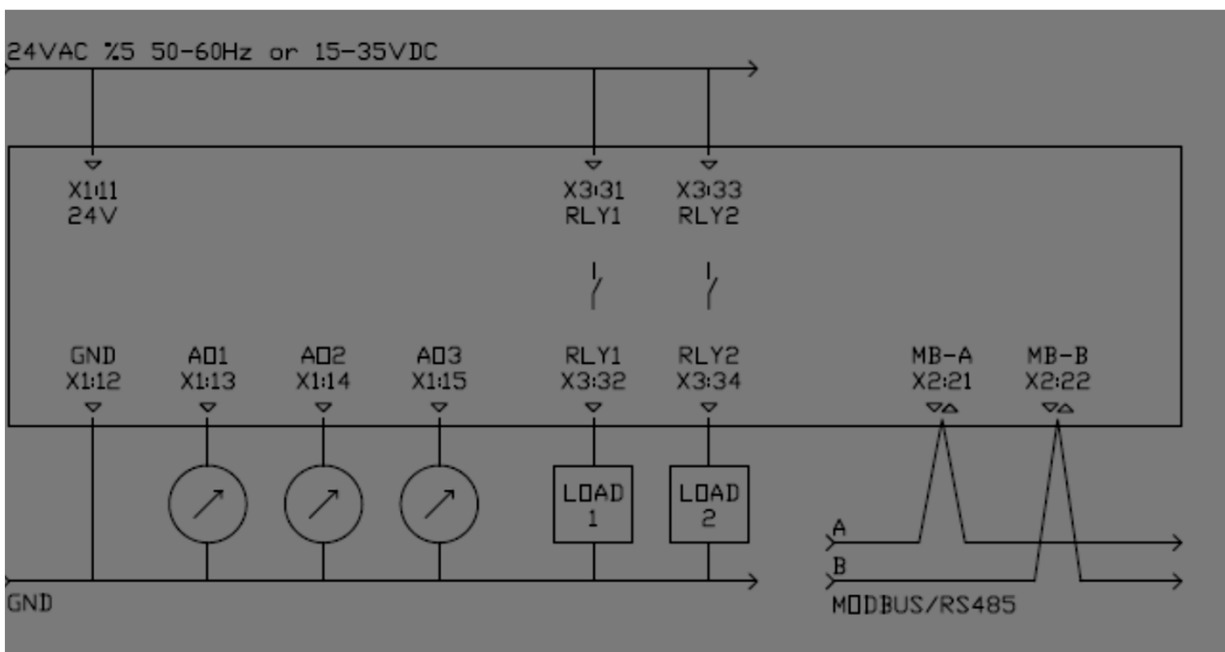 24VAC %5 50-60Hz or 15-35VDC
X1:11 X3:31 X3:33
24V RLY1 RLY2
GND AO1 AO2 AO3 RLY1 RLY2 MB-A MB-B
X1:12 X1:13 X1:14 X1:15 X3:32 X3:34 X2:21 X2:22
LOAD LOAD
1 2
A
B
GND MODBUS/RS485